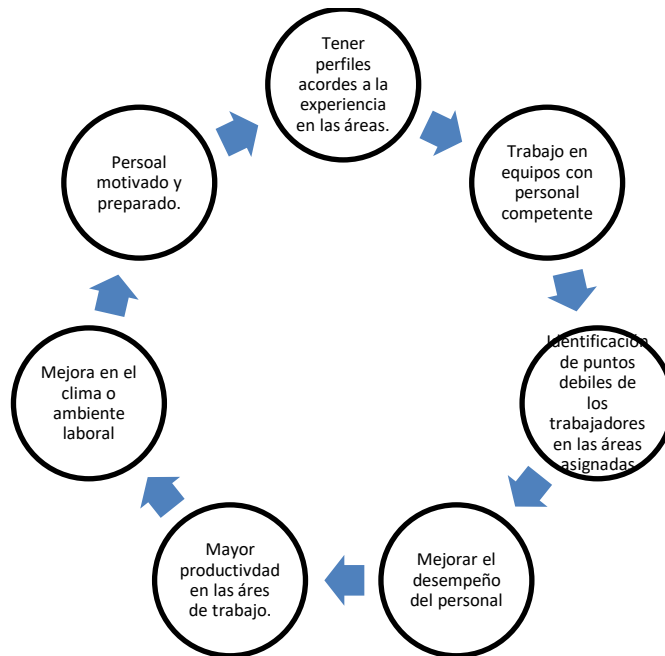 Tener
perfiles
acordes a la
experiencia
en las áreas.
Trabajo en
equipos con
personal
competente
Identificación
de puntos
debiles de
los
trabajadores
en las áreas
asignadas
Mejorar el
desempeño
del personal
Mayor
productivdad
en las áres
de trabajo.
Mejora en el
clima o
ambiente
laboral
Persoal
motivado y
preparado.